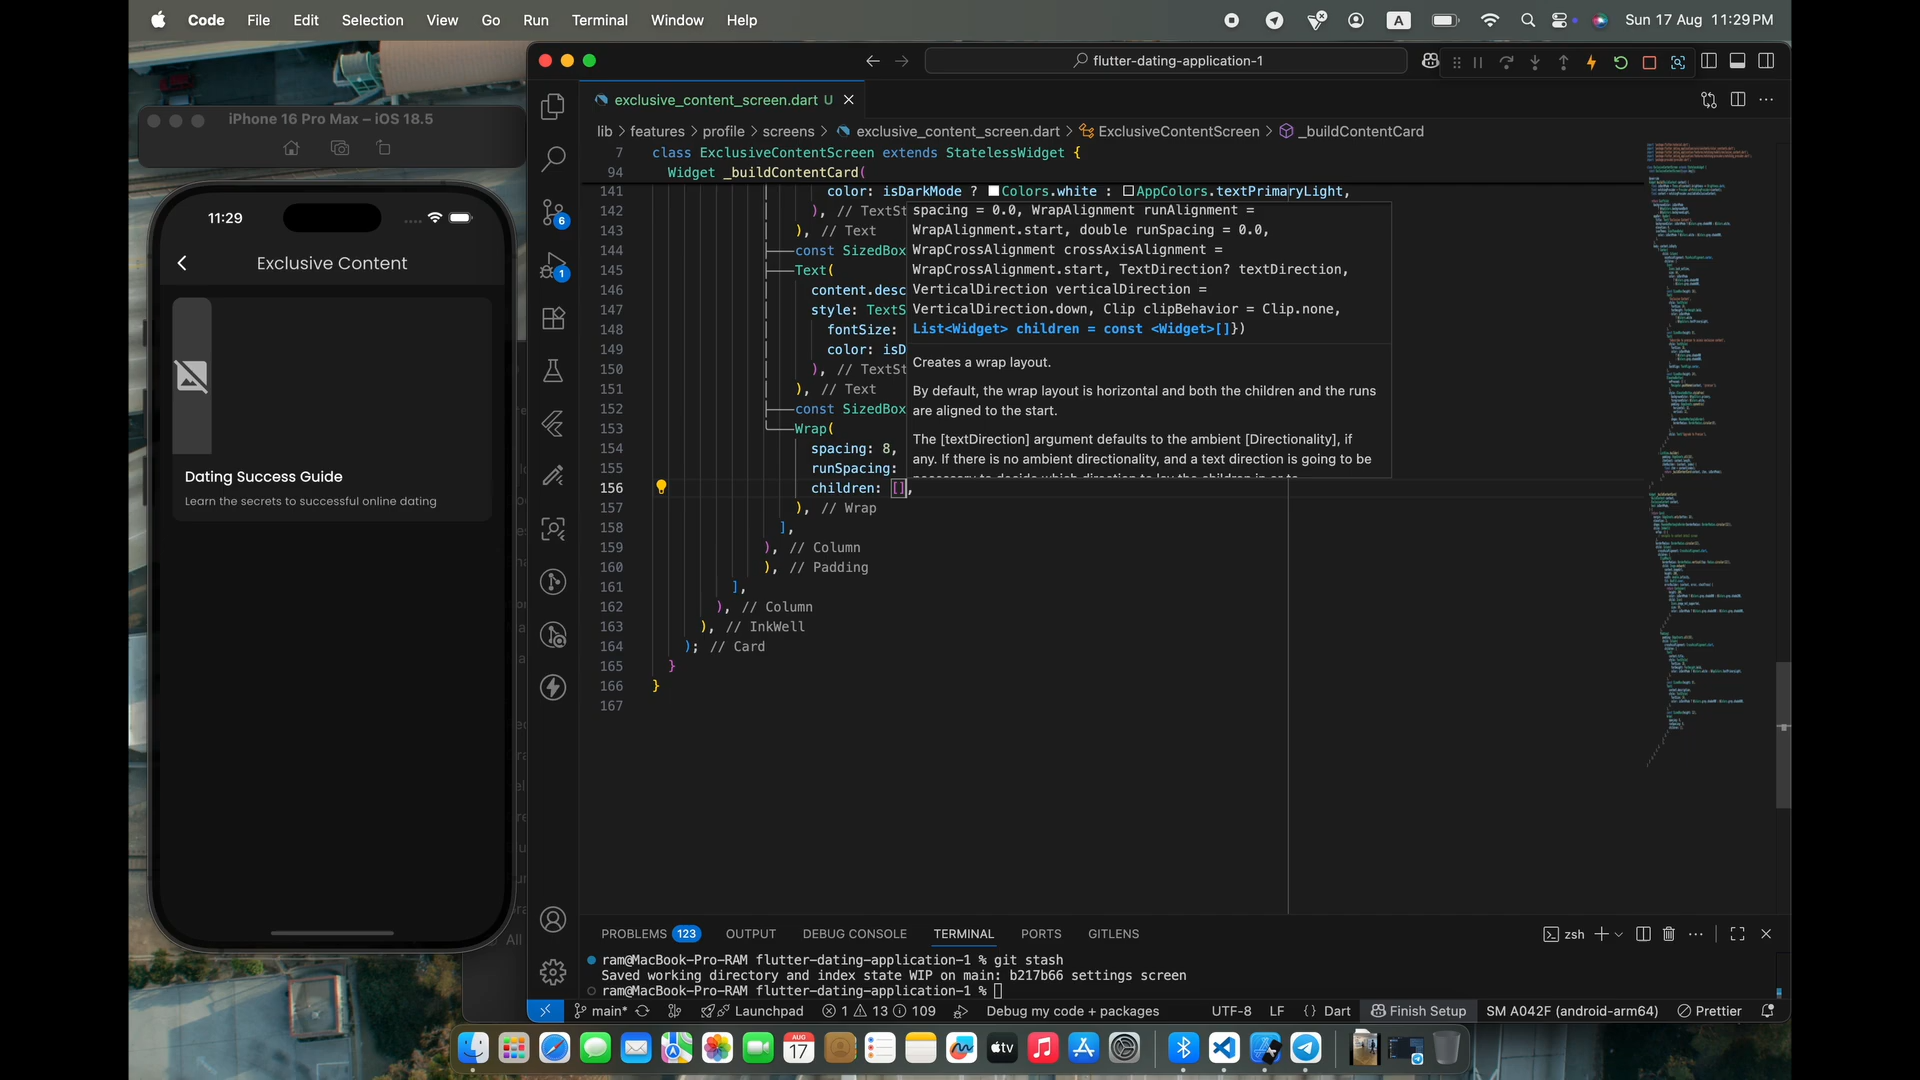 Code File Edit Selection View Go Run Terminal Window Help
A
Sun 17 Aug 11:29 PM
iPhone 16 Pro Max – iOS 18.5
11:29
Exclusive Content
Dating Success Guide
Learn the secrets to successful online dating
flutter-dating-application-1
exclusive_content_screen.dart U
lib > features > profile > screens > exclusive_content_screen.dart > ExclusiveContentScreen > _buildContentCard
7 class ExclusiveContentScreen extends StatelessWidget {
94 Widget _buildContentCard(
141 color: isDarkMode ? Colors.white : AppColors.textPrimaryLight,
142 ), // TextSt
143 ), // Text
144 const SizedBox
145 Text(
146 content.desc
147 style: TextS
148 fontSize:
149 color: isD
150 ), // TextSt
151 ), // Text
152 const SizedBox
153 Wrap(
154 spacing: 8,
155 runSpacing:
156 children: [],
157 ), // Wrap
158 ],
159 ), // Column
160 ), // Padding
161 ],
162 ), // Column
163 ), // InkWell
164 ); // Card
165 }
166 }
167
spacing = 0.0, WrapAlignment runAlignment =
WrapAlignment.start, double runSpacing = 0.0,
WrapCrossAlignment crossAxisAlignment =
WrapCrossAlignment.start, TextDirection? textDirection,
VerticalDirection verticalDirection =
VerticalDirection.down, Clip clipBehavior = Clip.none,
List<Widget> children = const <Widget>[]})
Creates a wrap layout.
By default, the wrap layout is horizontal and both the children and the runs
are aligned to the start.
The [textDirection] argument defaults to the ambient [Directionality], if
any. If there is no ambient directionality, and a text direction is going to be
6
1
All
PROBLEMS 123 OUTPUT DEBUG CONSOLE TERMINAL PORTS GITLENS
zsh
ram@MacBook-Pro-RAM flutter-dating-application-1 % git stash
Saved working directory and index state WIP on main: b217b66 settings screen
ram@MacBook-Pro-RAM flutter-dating-application-1 %
main* Launchpad 1 13 109 Debug my code + packages UTF-8 LF {} Dart Finish Setup SM A042F (android-arm64) Prettier
AUG
17
tv